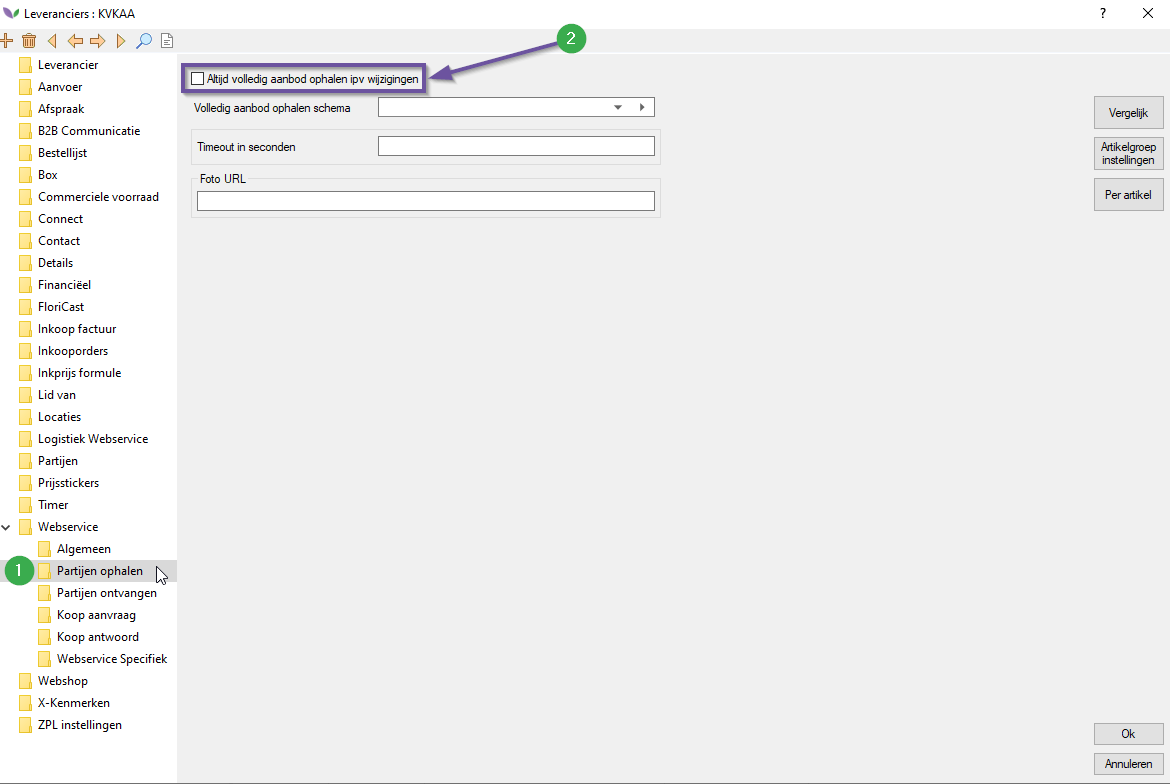 Leveranciers : KVKAA
?
2
Leverancier
Aanvoer
Afspraak
B2B Communicatie
Bestellijst
Box
Commerciele voorraad
Connect
Contact
Details
Financiëel
FloriCast
Inkoop factuur
Inkooporders
Inkprijs formule
Lid van
Locaties
Logistiek Webservice
Partijen
Prijsstickers
Timer
Webservice
Algemeen
1
Partijen ophalen
Partijen ontvangen
Koop aanvraag
Koop antwoord
Webservice Specifiek
Webshop
X-Kenmerken
ZPL instellingen
Altijd volledig aanbod ophalen ipv wijzigingen
Volledig aanbod ophalen schema
Timeout in seconden
Foto URL
Vergelijk
Artikelgroep
instellingen
Per artikel
Ok
Annuleren